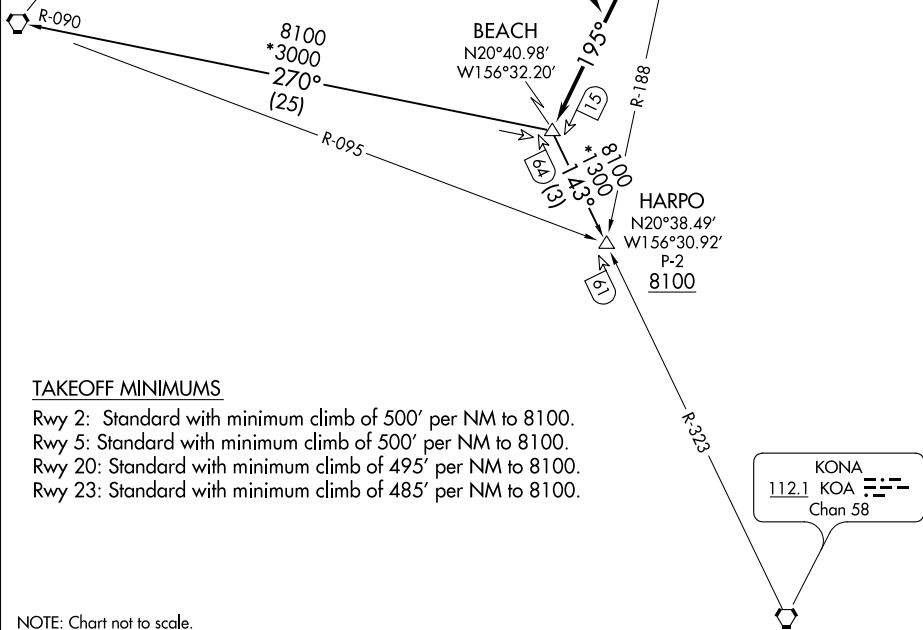 R-090
8100
*3000
270°
(25)
R-095
BEACH
N20°40.98'
W156°32.20'
195°
15
R-188
64
8100
*1300
143°
(3)
HARPO
N20°38.49'
W156°30.92'
P-2
8100
61
R-323
KONA
112.1 KOA
Chan 58
TAKEOFF MINIMUMS
Rwy 2: Standard with minimum climb of 500' per NM to 8100.
Rwy 5: Standard with minimum climb of 500' per NM to 8100.
Rwy 20: Standard with minimum climb of 495' per NM to 8100.
Rwy 23: Standard with minimum climb of 485' per NM to 8100.
NOTE: Chart not to scale.